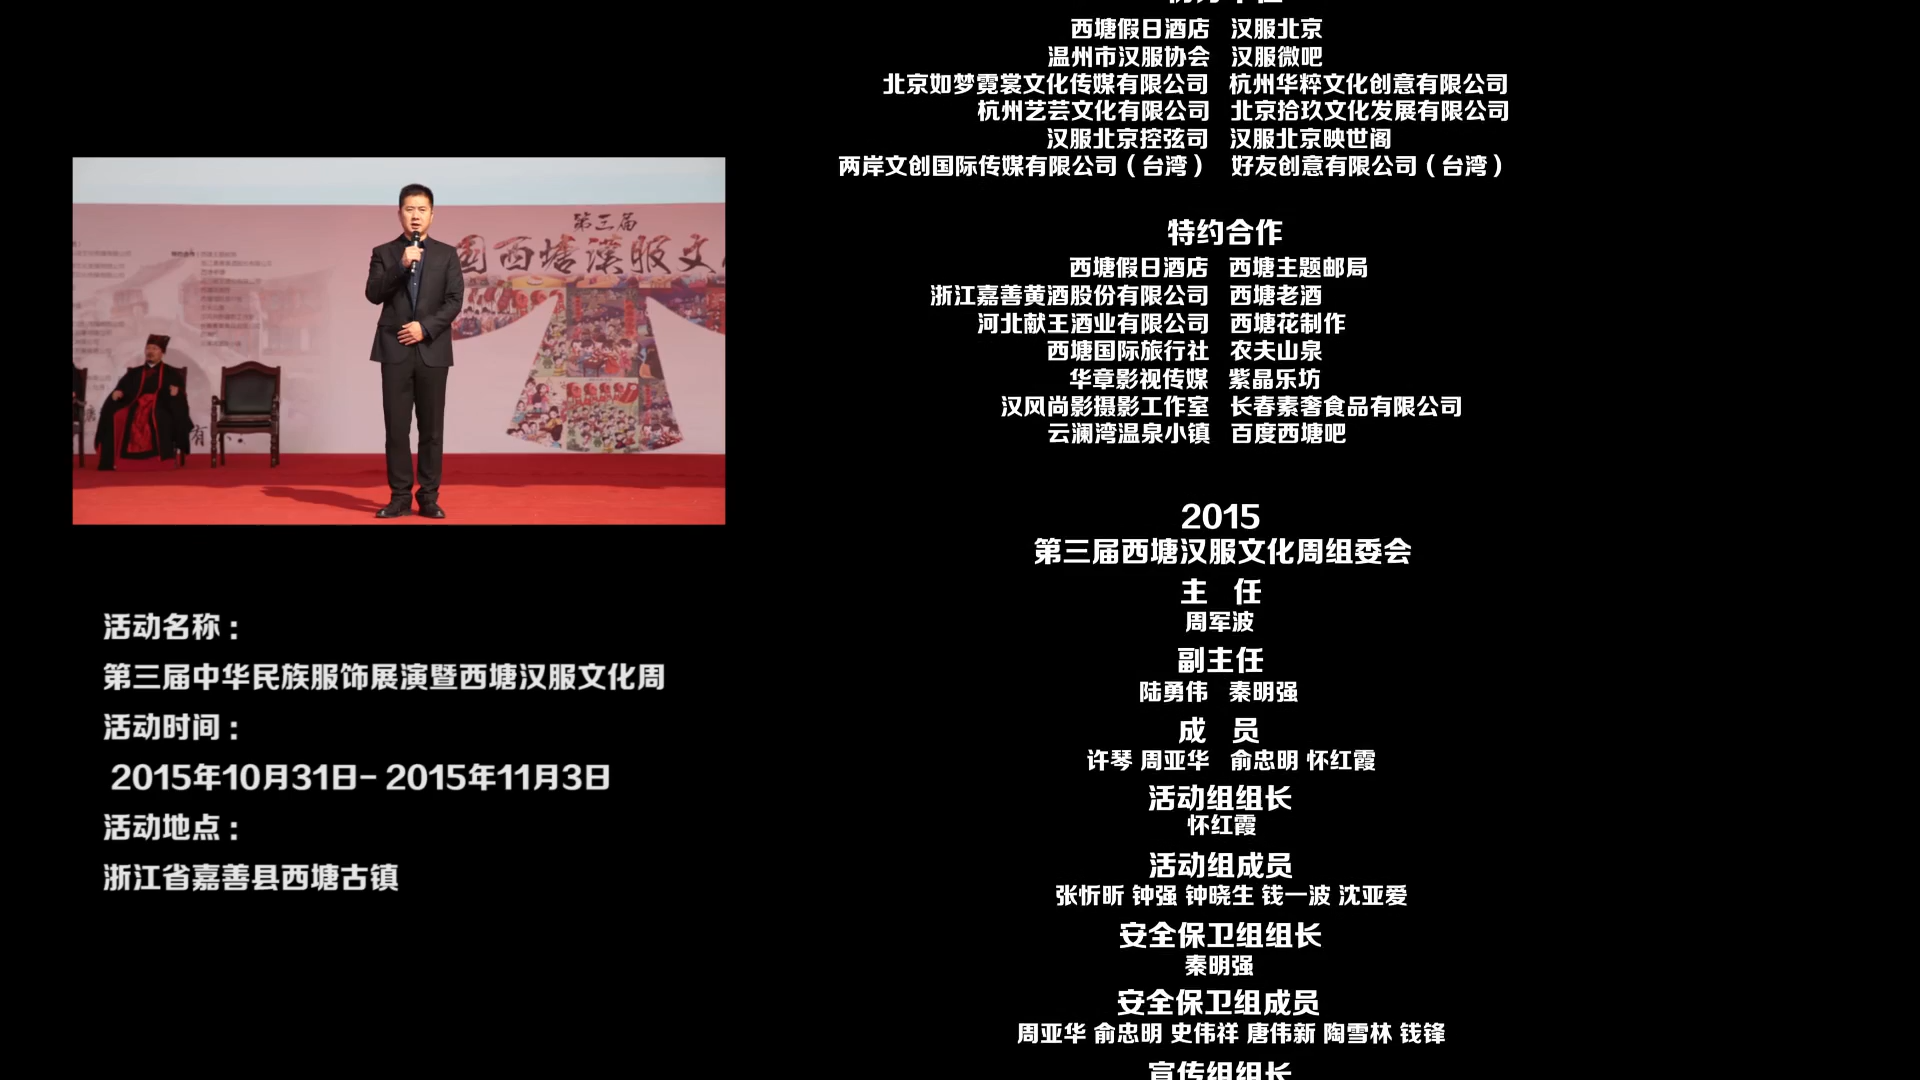 西塘假日酒店 汉服北京
温州市汉服协会 汉服微吧
北京如梦霓裳文化传媒有限公司 杭州华粹文化创意有限公司
杭州艺芸文化有限公司 北京拾玖文化发展有限公司
汉服北京控弦司 汉服北京映世阁
两岸文创国际传媒有限公司（台湾） 好友创意有限公司（台湾）
特约合作
西塘假日酒店 西塘主题邮局
浙江嘉善黄酒股份有限公司 西塘老酒
河北献王酒业有限公司 西塘花制作
西塘国际旅行社 农夫山泉
华章影视传媒 紫晶乐坊
汉风尚影摄影工作室 长春素奢食品有限公司
云澜湾温泉小镇 百度西塘吧
2015
第三届西塘汉服文化周组委会
主 任
周军波
副主任
陆勇伟 秦明强
成 员
许琴 周亚华 俞忠明 怀红霞
活动组组长
怀红霞
活动组成员
张忻昕 钟强 钟晓生 钱一波 沈亚爱
安全保卫组组长
秦明强
安全保卫组成员
周亚华 俞忠明 史伟祥 唐伟新 陶雪林 钱锋
宣传组组长
第三届
国西塘漢服文
活动名称：
第三届中华民族服饰展演暨西塘汉服文化周
活动时间：
2015年10月31日- 2015年11月3日
活动地点：
浙江省嘉善县西塘古镇